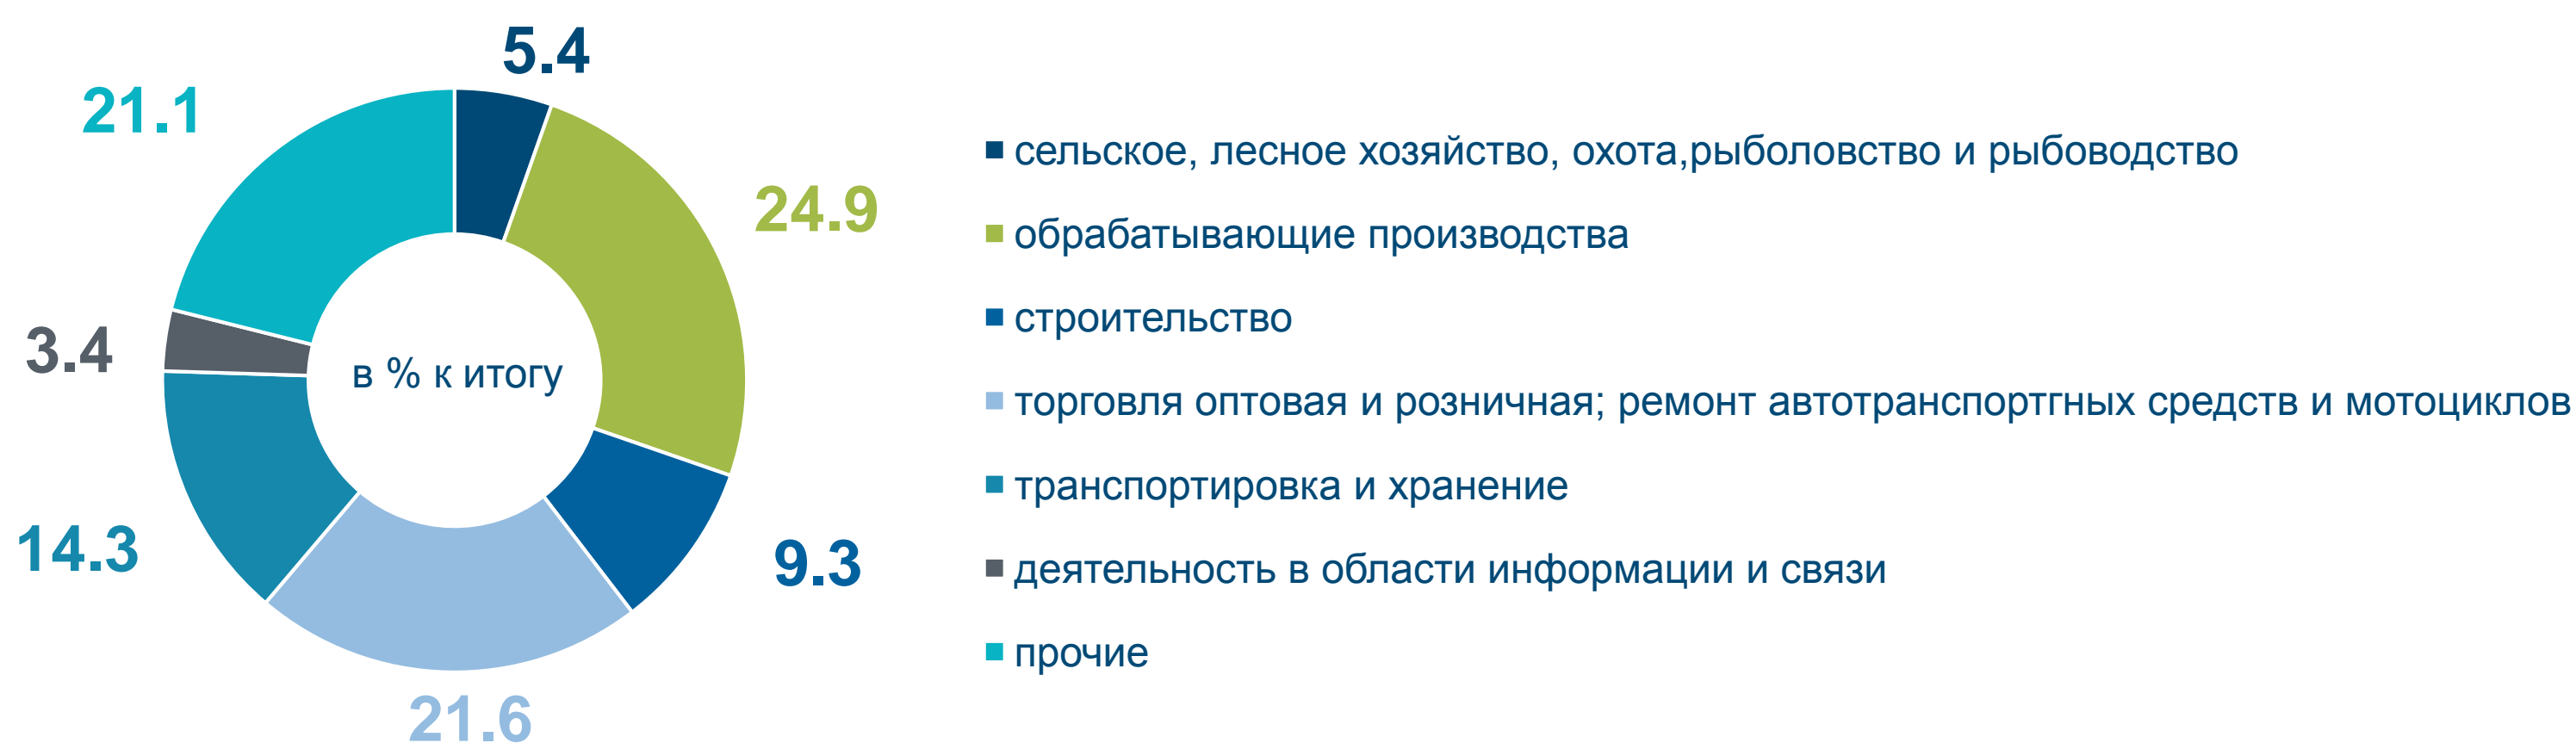 5.4
21.1
24.9
3.4
в % к итогу
14.3
9.3
21.6
сельское, лесное хозяйство, охота,рыболовство и рыбоводство
обрабатывающие производства
строительство
торговля оптовая и розничная; ремонт автотранспортгных средств и мотоциклов
транспортировка и хранение
деятельность в области информации и связи
прочие